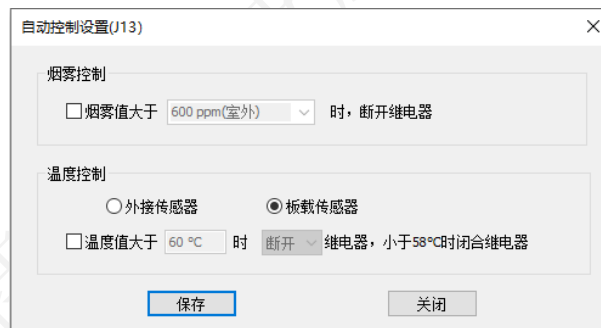 自动控制设置(J13)
烟雾控制
烟雾值大于 600 ppm(室外) 时，断开继电器
温度控制
外接传感器 板载传感器
温度值大于 60 ℃ 时 断开 继电器，小于58℃时闭合继电器
保存 关闭